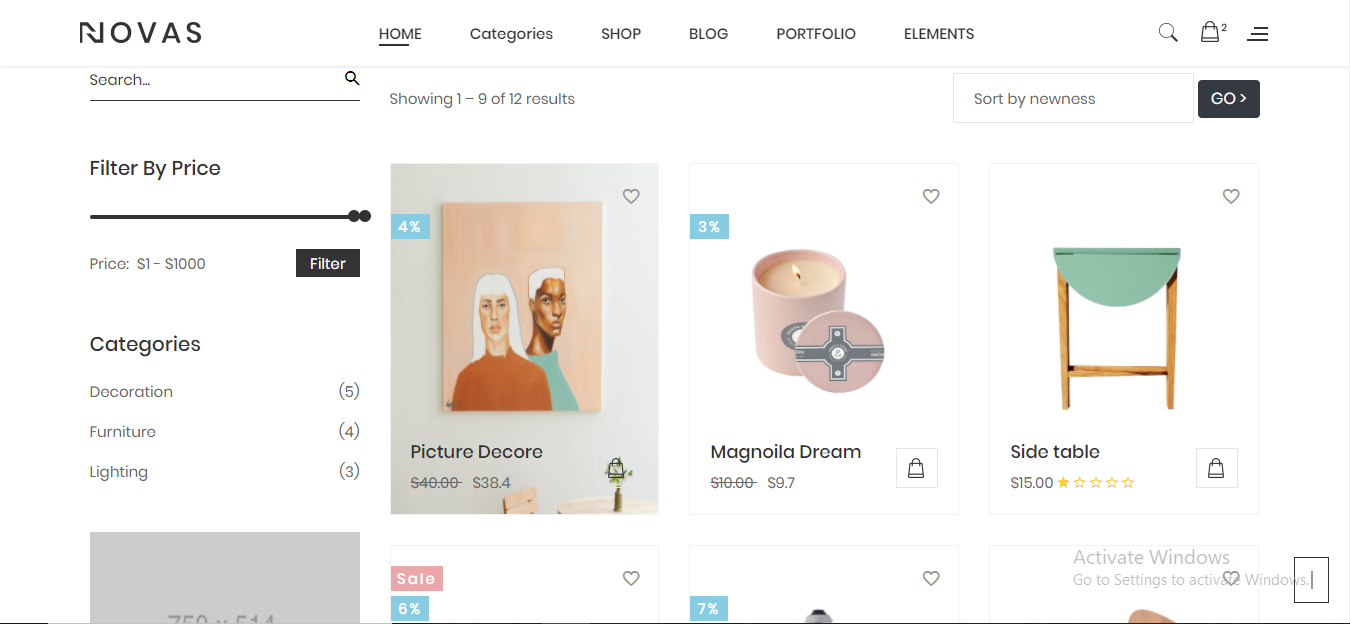 NOVAS
HOME Categories SHOP BLOG PORTFOLIO ELEMENTS
2
Search...
Showing 1 – 9 of 12 results
Sort by newness
GO >
Filter By Price
Price: $1 - $1000
Filter
Categories
Decoration (5)
Furniture (4)
Lighting (3)
4%
Picture Decore
$40.00 $38.4
3%
Magnoila Dream
$10.00 $9.7
Side table
$15.00
Sale
6%
7%
Activate Windows
Go to Settings to activate Windows.
750 x 514